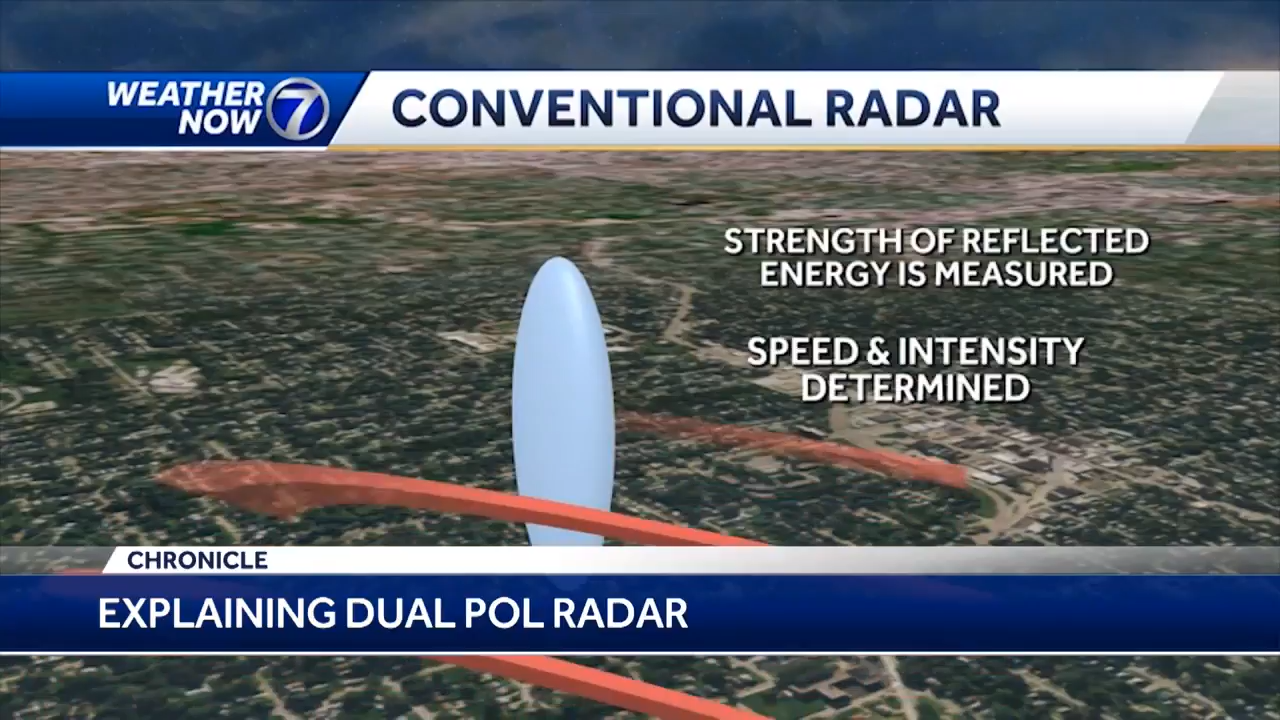 WEATHER
NOW 7
CONVENTIONAL RADAR
STRENGTH OF REFLECTED
ENERGY IS MEASURED
SPEED & INTENSITY
DETERMINED
CHRONICLE
EXPLAINING DUAL POL RADAR